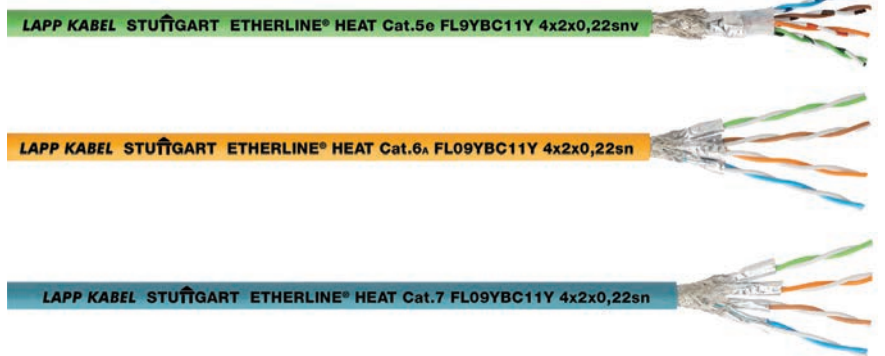 LAPP KABEL STUTTGART ETHERLINE® HEAT Cat.5e FL9YBC11Y 4x2x0,22snv
LAPP KABEL STUTTGART ETHERLINE® HEAT Cat.6A FL09YBC11Y 4x2x0,22sn
LAPP KABEL STUTTGART ETHERLINE® HEAT Cat.7 FL09YBC11Y 4x2x0,22sn